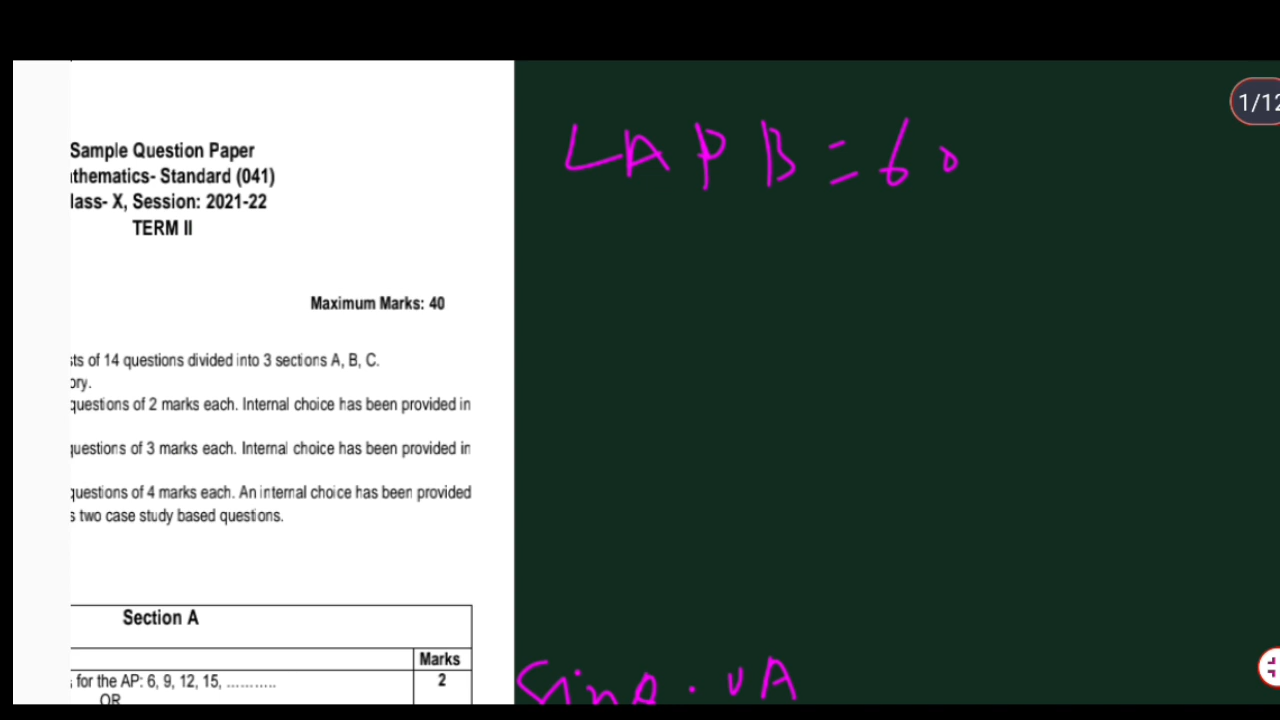 Sample Question Paper
thematics- Standard (041)
lass- X, Session: 2021-22
TERM II
Maximum Marks: 40
sts of 14 questions divided into 3 sections A, B, C.
ory.
questions of 2 marks each. Internal choice has been provided in
questions of 3 marks each. Internal choice has been provided in
questions of 4 marks each. An internal choice has been provided
s two case study based questions.
Section A
Marks
for the AP: 6, 9, 12, 15, ...........
2
OR
∠APB = 60
1/12